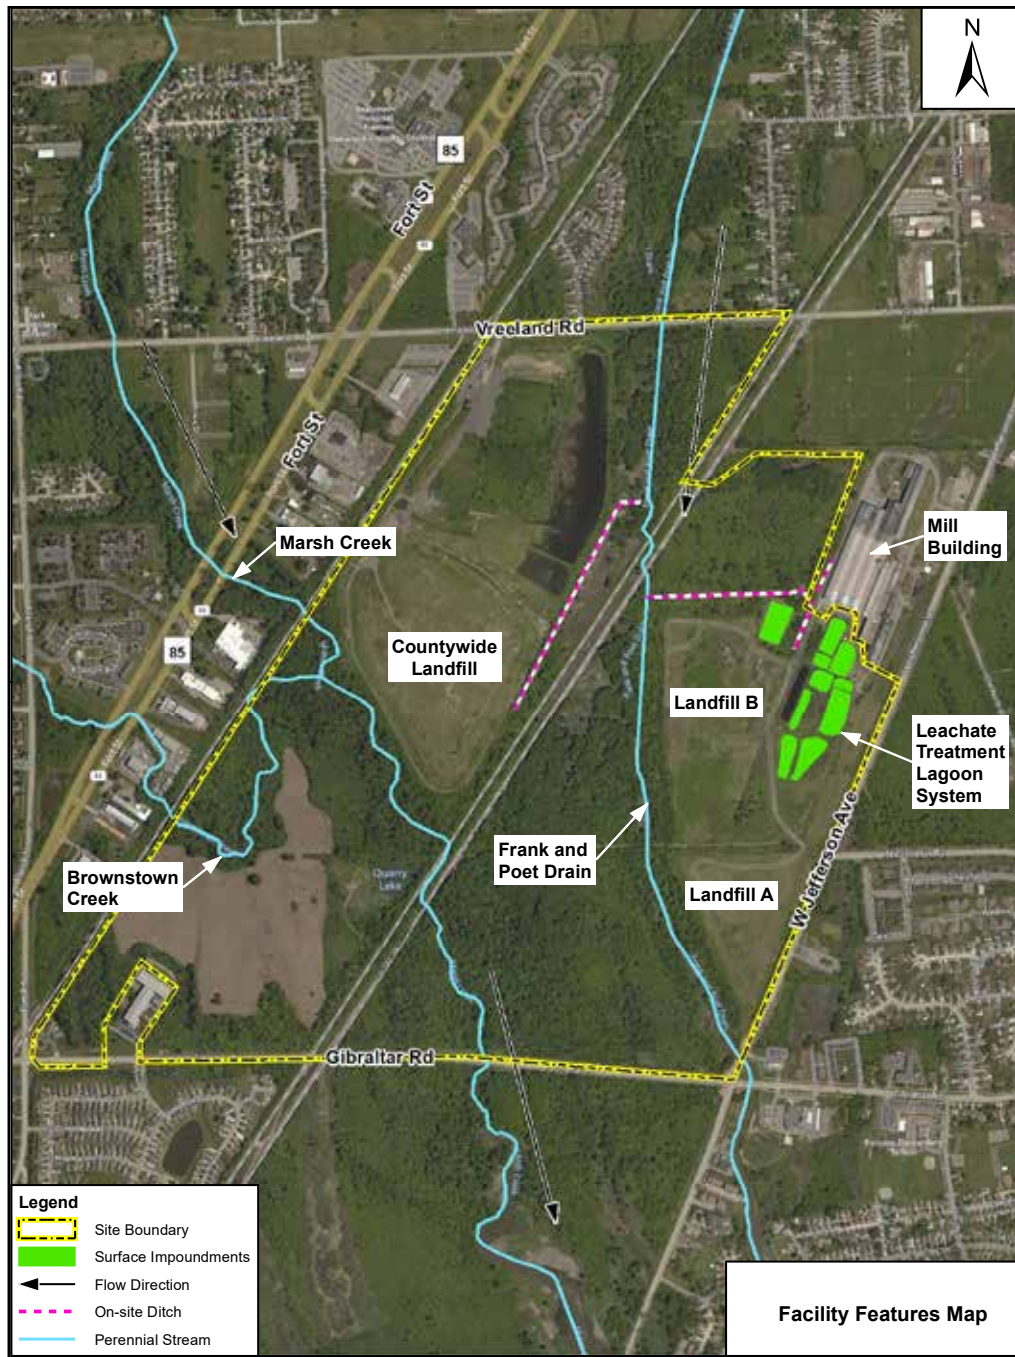 N
85
Fort St
Vreeland Rd
Fort St
Marsh Creek
Mill
Building
85
Countywide
Landfill
Landfill B
Leachate
Treatment
Lagoon
System
W Jefferson Ave
Frank and
Poet Drain
Brownstown
Creek
Quarry
Lake
Landfill A
Gibraltar Rd
Legend
Site Boundary
Surface Impoundments
Flow Direction
On-site Ditch
Perennial Stream
Facility Features Map